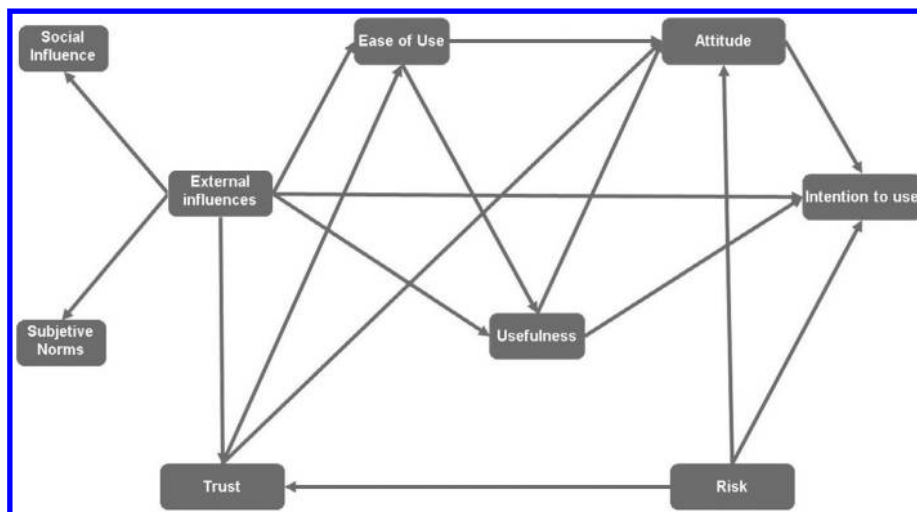 Social
Influence
Ease of Use
Attitude
External
influences
Intention to use
Subjetive
Norms
Usefulness
Trust
Risk